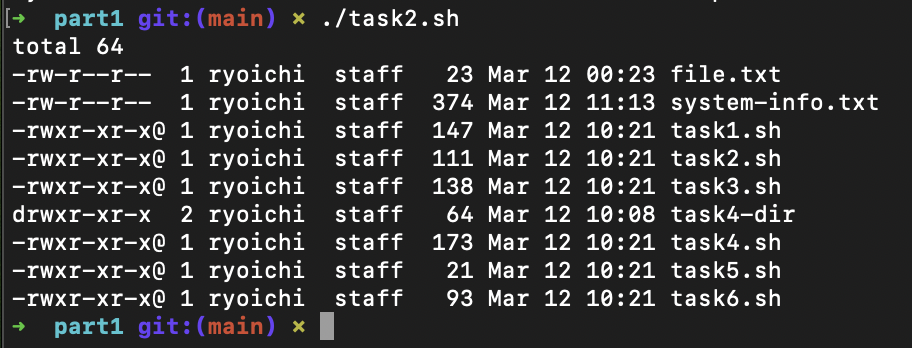 ➜  part1 git:(main) ✗ ./task2.sh
total 64
-rw-r--r--  1 ryoichi  staff   23 Mar 12 00:23 file.txt
-rw-r--r--  1 ryoichi  staff  374 Mar 12 11:13 system-info.txt
-rwxr-xr-x@ 1 ryoichi  staff  147 Mar 12 10:21 task1.sh
-rwxr-xr-x@ 1 ryoichi  staff  111 Mar 12 10:21 task2.sh
-rwxr-xr-x@ 1 ryoichi  staff  138 Mar 12 10:21 task3.sh
drwxr-xr-x  2 ryoichi  staff   64 Mar 12 10:08 task4-dir
-rwxr-xr-x@ 1 ryoichi  staff  173 Mar 12 10:21 task4.sh
-rwxr-xr-x@ 1 ryoichi  staff   21 Mar 12 10:21 task5.sh
-rwxr-xr-x@ 1 ryoichi  staff   93 Mar 12 10:21 task6.sh
➜  part1 git:(main) ✗